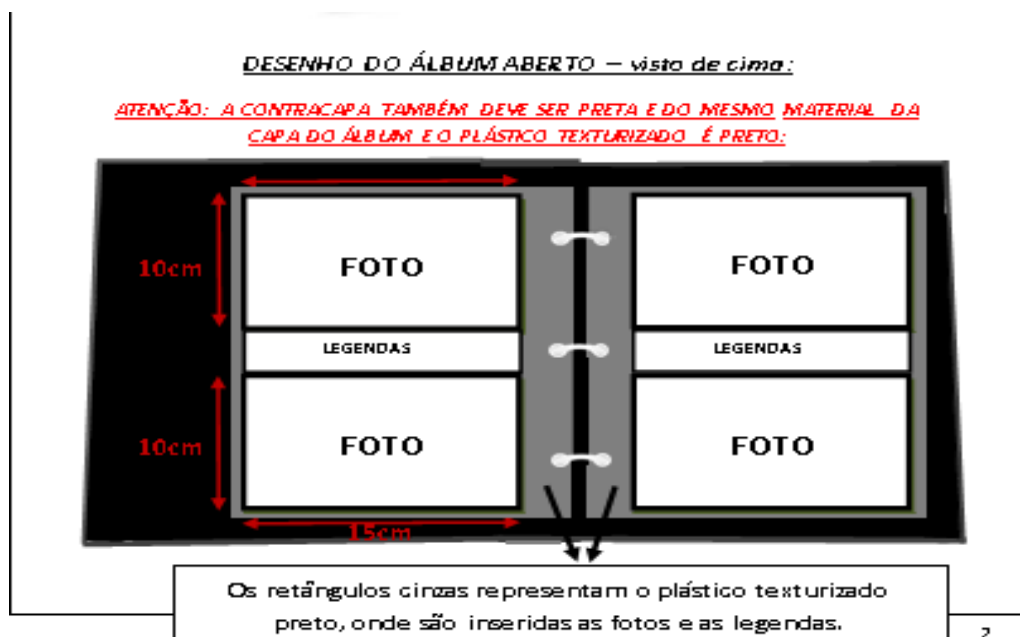 DESENHO DO ÁLBUM ABERTO – visto de cima:
ATENÇÃO: A CONTRACAPA TAMBÉM DEVE SER PRETA E DO MESMO MATERIAL DA
CAPA DO ÁLBUM E O PLÁSTICO TEXTURIZADO É PRETO:
10cm
FOTO
FOTO
LEGENDAS
LEGENDAS
10cm
FOTO
FOTO
15cm
Os retângulos cinzas representam o plástico texturizado
preto, onde são inseridas as fotos e as legendas.
2